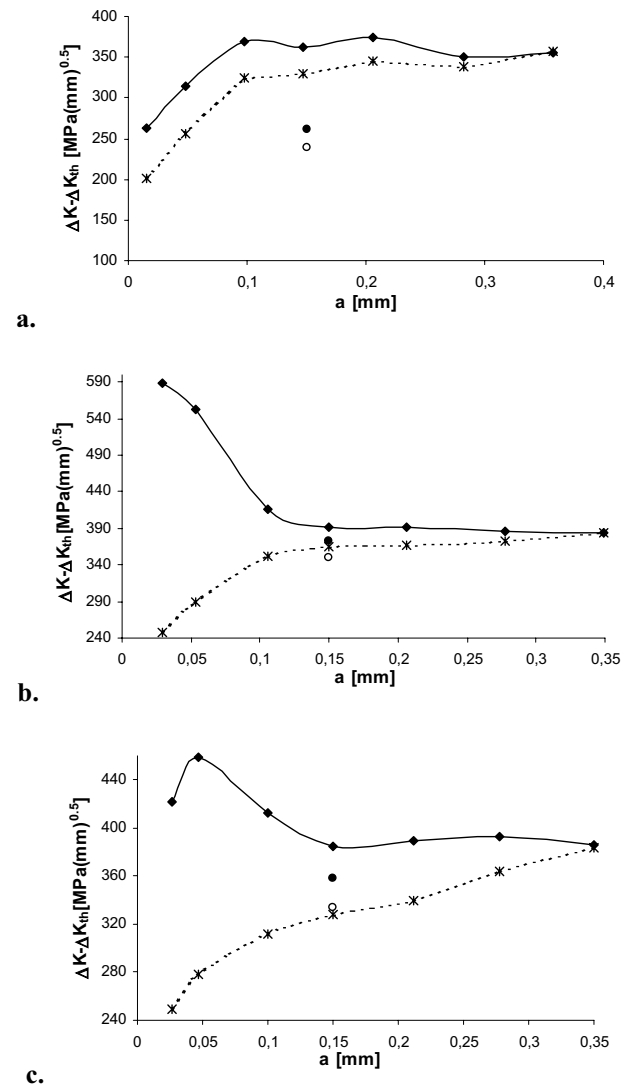 400
350
300
250
200
150
100
ΔK-ΔKth [MPa(mm)0.5]
0 0,1 0,2 0,3 0,4
a [mm]
a.
590
540
490
440
390
340
290
240
ΔK-ΔKth[MPa(mm)0.5]
0 0,05 0,1 0,15 0,2 0,25 0,3 0,35
a [mm]
b.
440
400
360
320
280
240
ΔK-ΔKth[MPa(mm)0.5]
0 0,05 0,1 0,15 0,2 0,25 0,3 0,35
a [mm]
c.